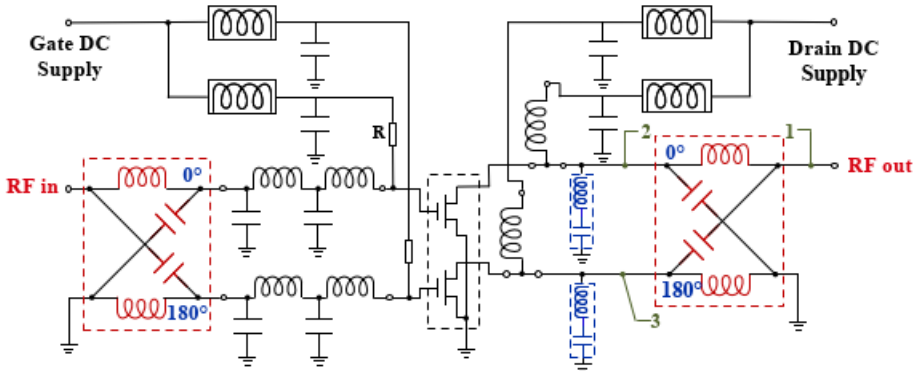 Gate DC
Supply
Drain DC
Supply
R
1
2
RF in
0°
0°
RF out
180°
180°
3